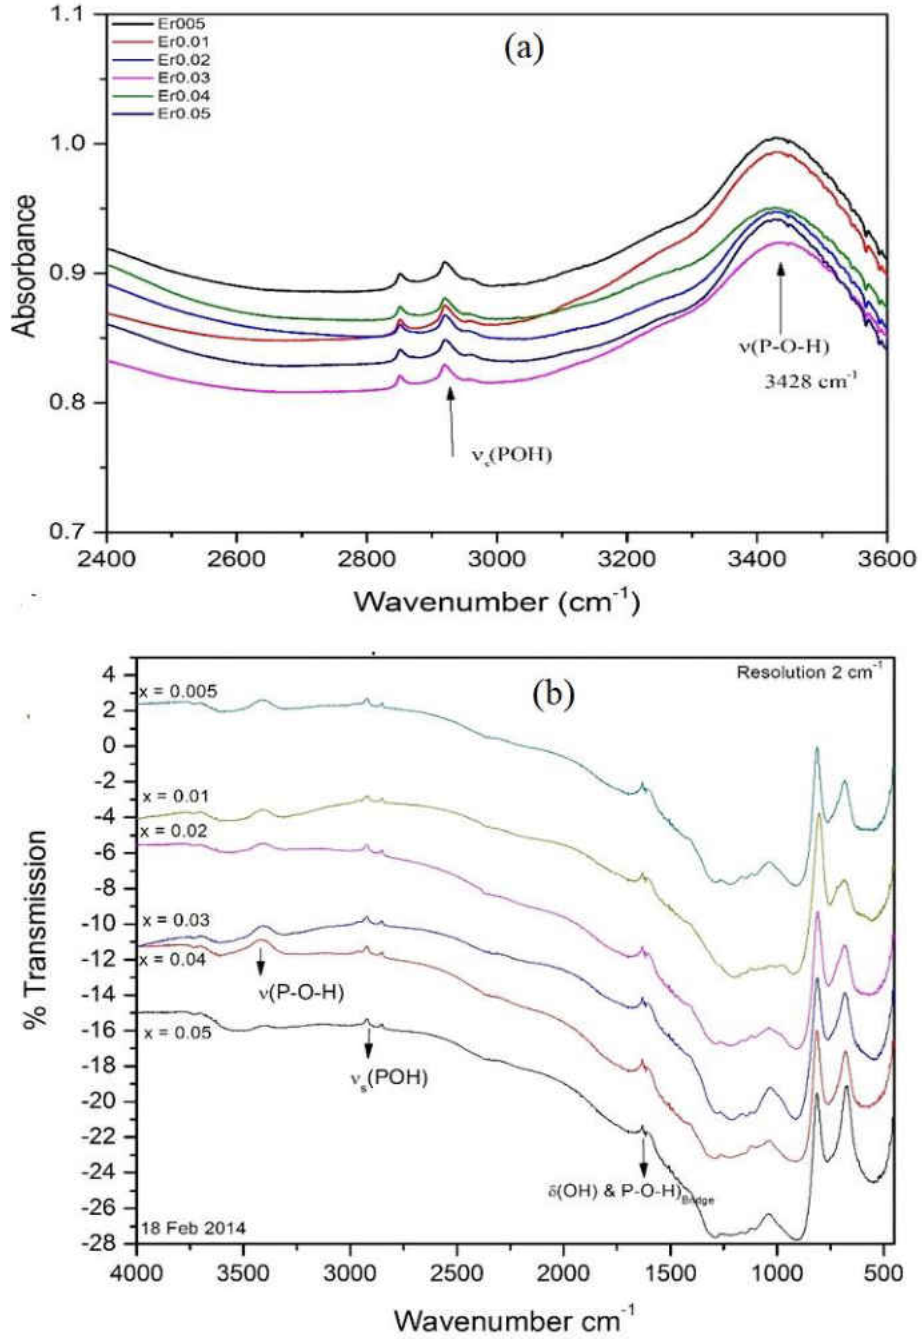 1.1
1.0
0.9
0.8
0.7
Absorbance
Er005
Er0.01
Er0.02
Er0.03
Er0.04
Er0.05
(a)
ν(P-O-H)
3428 cm⁻¹
νₛ(POH)
2400 2600 2800 3000 3200 3400 3600
Wavenumber (cm⁻¹)
4
2
0
-2
-4
-6
-8
-10
-12
-14
-16
-18
-20
-22
-24
-26
-28
% Transmission
Resolution 2 cm⁻¹
(b)
x = 0.005
x = 0.01
x = 0.02
x = 0.03
x = 0.04
ν(P-O-H)
x = 0.05
νₛ(POH)
δ(OH) & P-O-H)Bridge
18 Feb 2014
4000 3500 3000 2500 2000 1500 1000 500
Wavenumber cm⁻¹